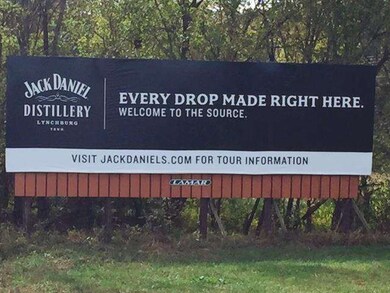 JACK DANIEL
DISTILLERY
LYNCHBURG
TENN
EVERY DROP MADE RIGHT HERE.
WELCOME TO THE SOURCE.
VISIT JACKDANIELS.COM FOR TOUR INFORMATION
LAMAR